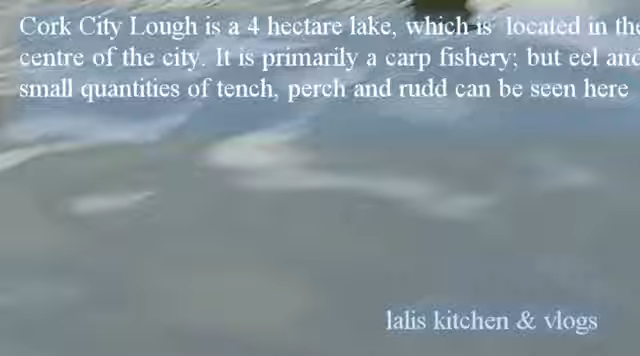 Cork City Lough is a 4 hectare lake, which is located in the
centre of the city. It is primarily a carp fishery; but eel and
small quantities of tench, perch and rudd can be seen here
lalis kitchen & vlogs